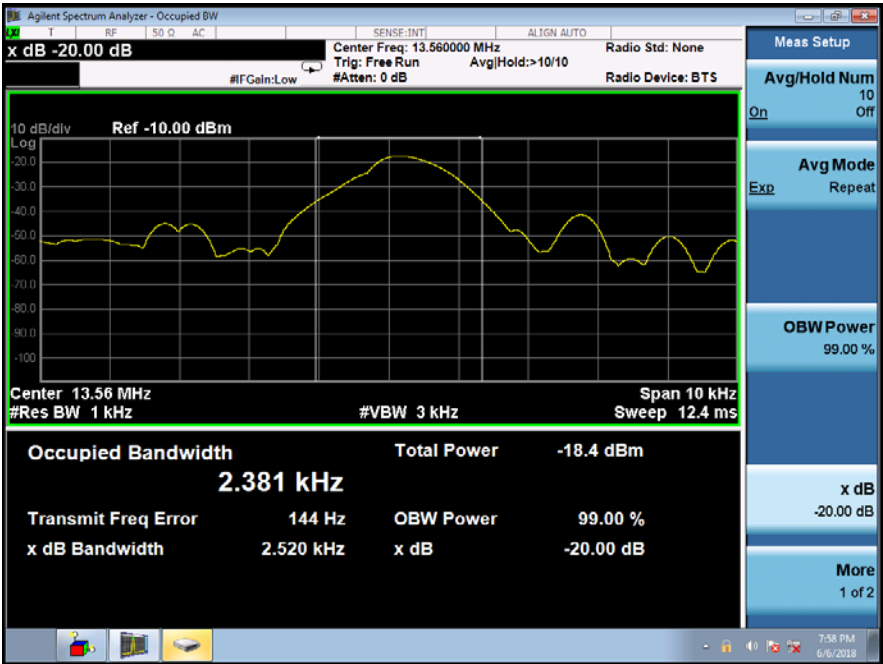 Agilent Spectrum Analyzer - Occupied BW
LXI T RF 50 Ω AC SENSE:INT ALIGN AUTO
x dB -20.00 dB
Center Freq: 13.560000 MHz
Radio Std: None
Trig: Free Run Avg|Hold:>10/10
#IFGain:Low
#Atten: 0 dB
Radio Device: BTS
10 dB/div Ref -10.00 dBm
Log
-20.0
-30.0
-40.0
-50.0
-60.0
-70.0
-80.0
-90.0
-100
Center 13.56 MHz
Span 10 kHz
#Res BW 1 kHz
#VBW 3 kHz
Sweep 12.4 ms
Occupied Bandwidth
Total Power -18.4 dBm
2.381 kHz
Transmit Freq Error 144 Hz
OBW Power 99.00 %
x dB Bandwidth 2.520 kHz
x dB -20.00 dB
Meas Setup
Avg/Hold Num
10
On Off
Avg Mode
Exp Repeat
OBW Power
99.00 %
x dB
-20.00 dB
More
1 of 2
7:58 PM
6/6/2018